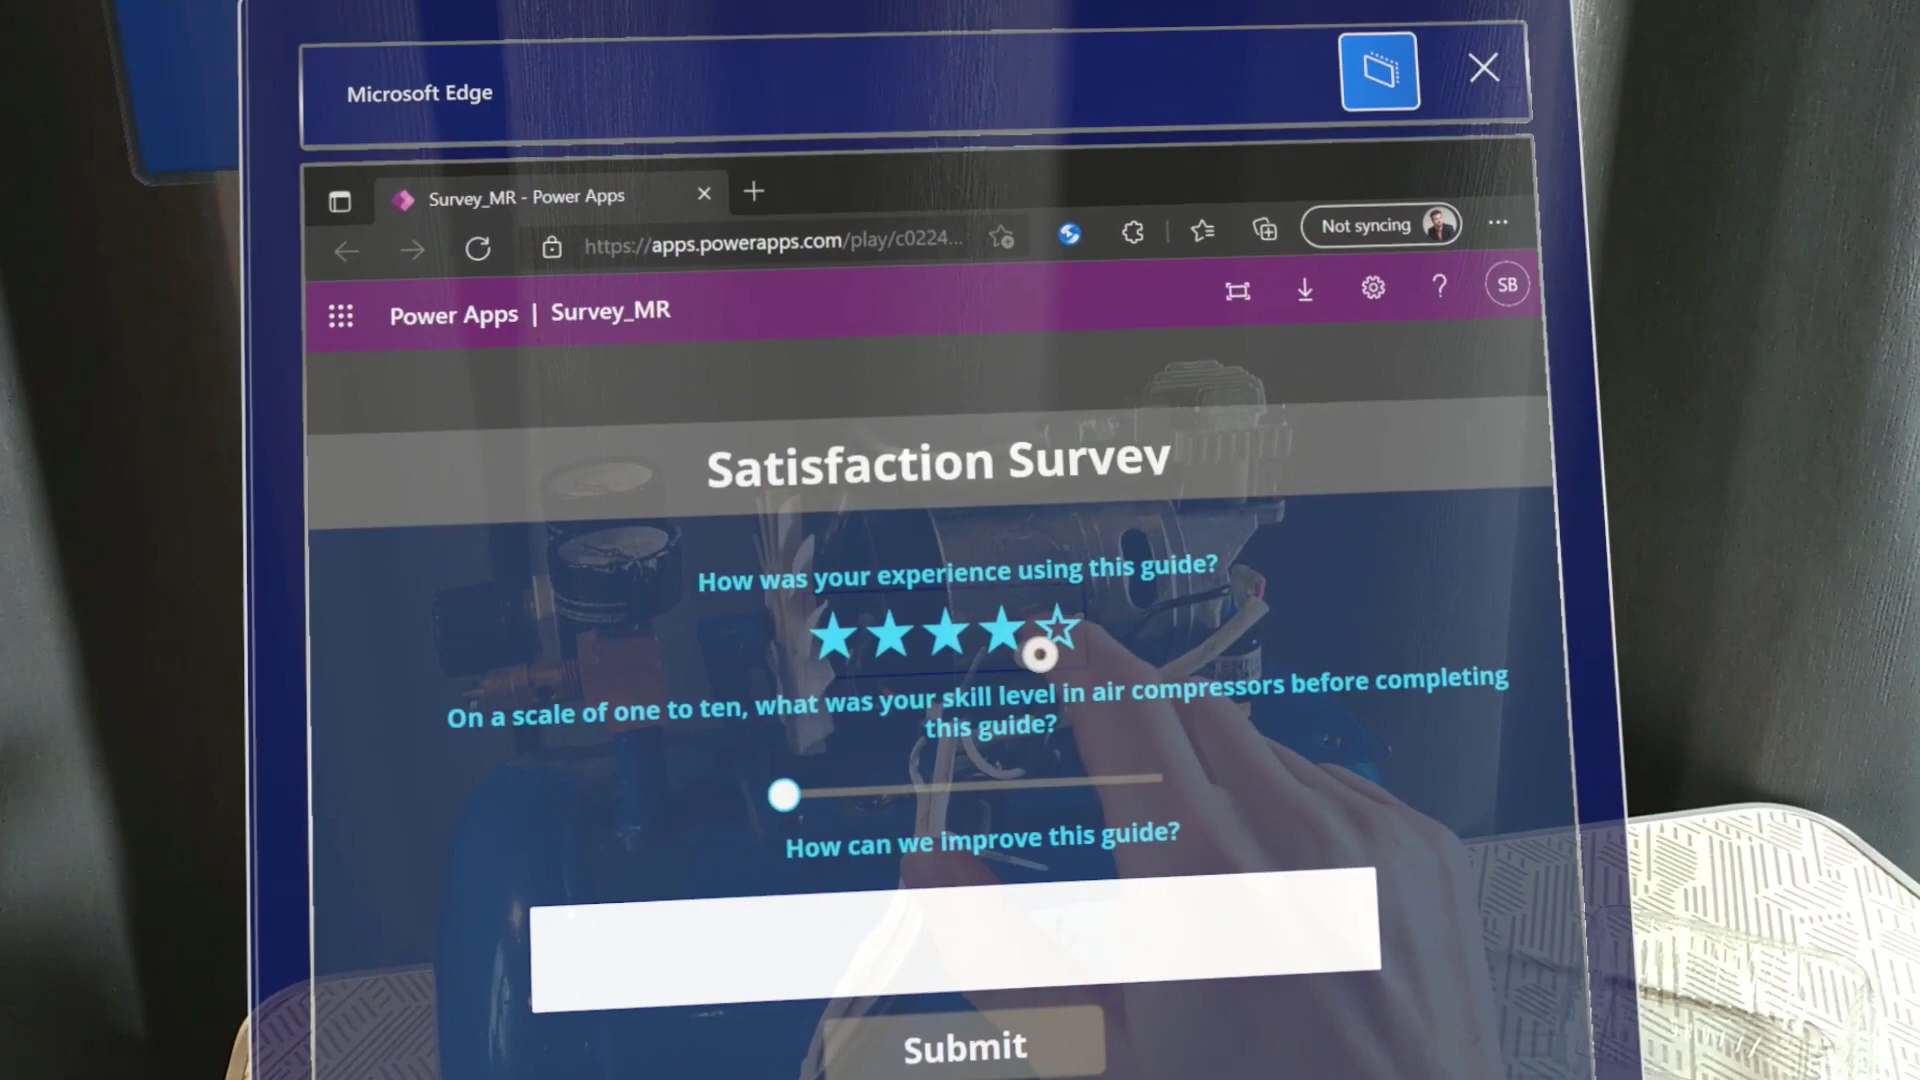 Microsoft Edge
Survey_MR - Power Apps
https://apps.powerapps.com/play/c0224...
Not syncing
Power Apps | Survey_MR
? SB
Satisfaction Survey
How was your experience using this guide?
On a scale of one to ten, what was your skill level in air compressors before completing
this guide?
How can we improve this guide?
Submit